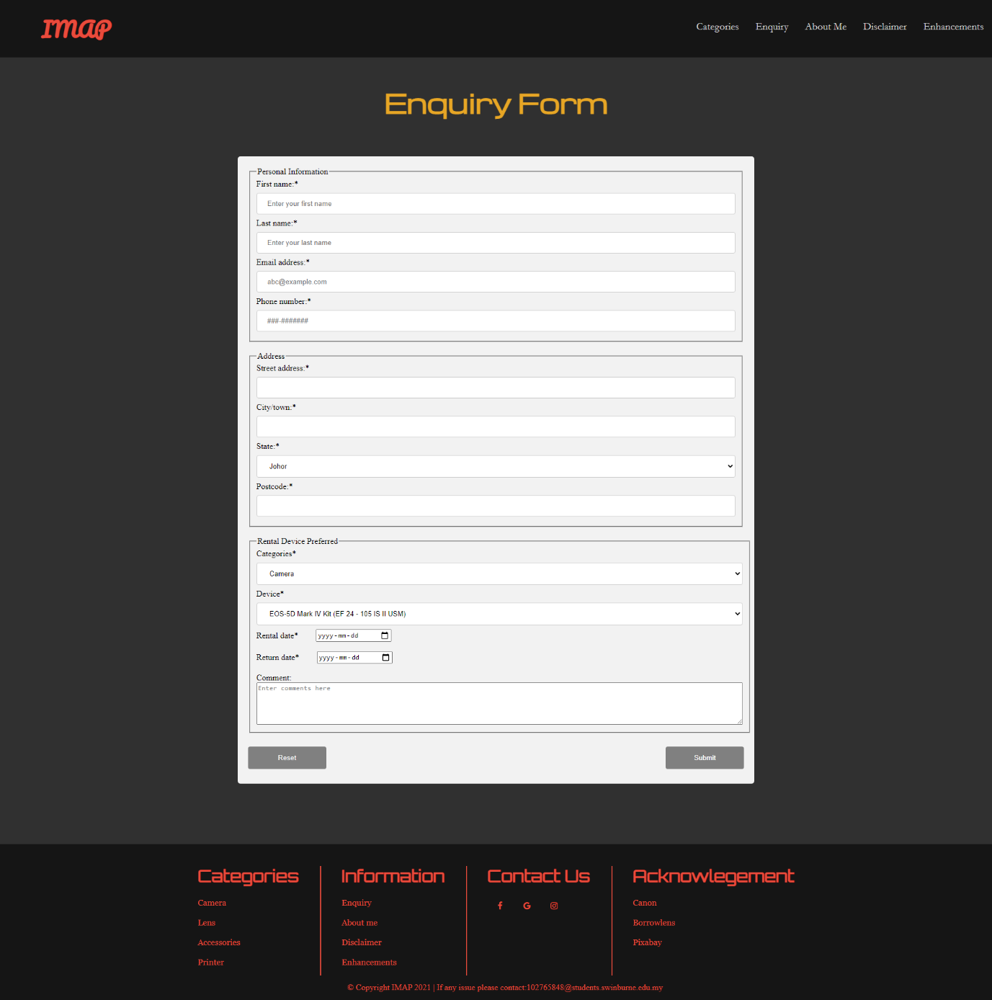 IMAP
Categories Enquiry About Me Disclaimer Enhancements
Enquiry Form
Personal Information
First name:*
Enter your first name
Last name:*
Enter your last name
Email address:*
abc@example.com
Phone number:*
###-#######
Address
Street address:*
City/town:*
State:*
Johor
Postcode:*
Rental Device Preferred
Categories*
Camera
Device*
EOS-5D Mark IV Kit (EF 24 - 105 IS II USM)
Rental date* yyyy-mm-dd
Return date* yyyy-mm-dd
Comment:
Enter comments here
Reset Submit
Categories
Camera
Lens
Accessories
Printer
Information
Enquiry
About me
Disclaimer
Enhancements
Contact Us
Acknowlegement
Canon
Borrowlens
Pixabay
© Copyright IMAP 2021 | If any issue please contact:102765848@students.swinburne.edu.my